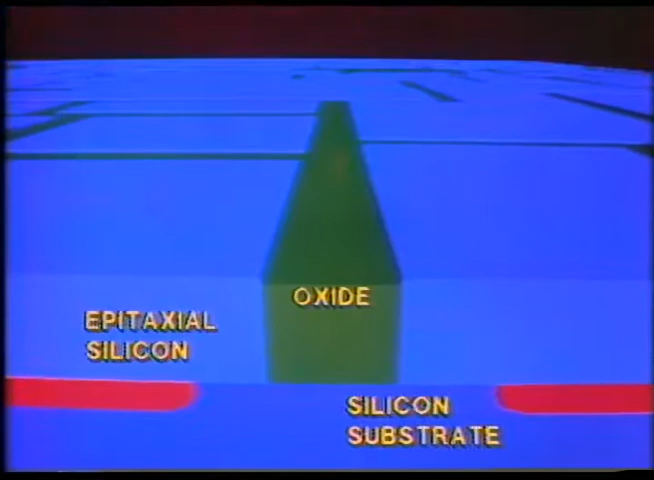 OXIDE
EPITAXIAL
SILICON
SILICON
SUBSTRATE